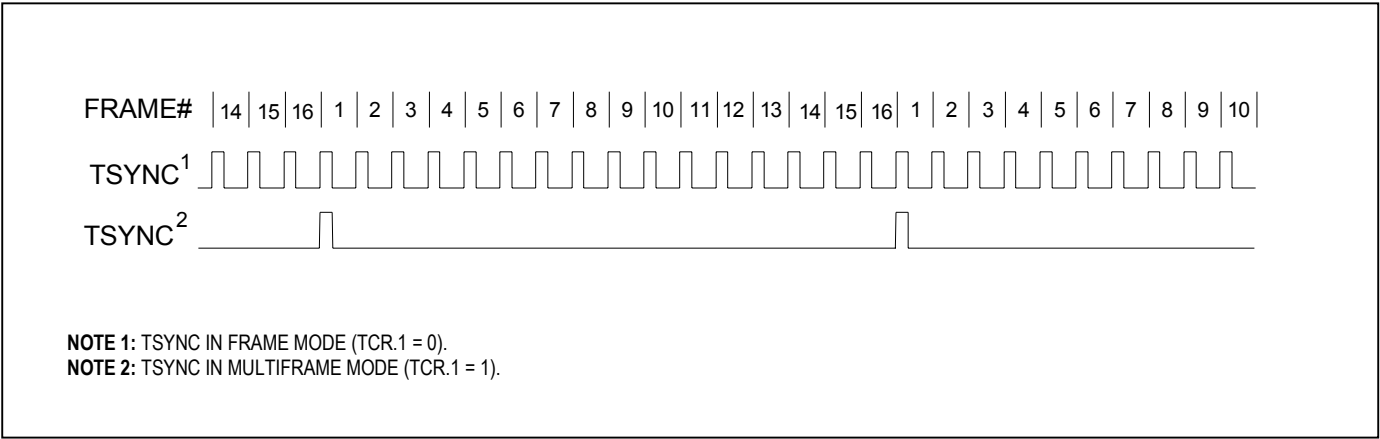 FRAME# 14 15 16 1 2 3 4 5 6 7 8 9 10 11 12 13 14 15 16 1 2 3 4 5 6 7 8 9 10
TSYNC1
TSYNC2
NOTE 1: TSYNC IN FRAME MODE (TCR.1 = 0).
NOTE 2: TSYNC IN MULTIFRAME MODE (TCR.1 = 1).